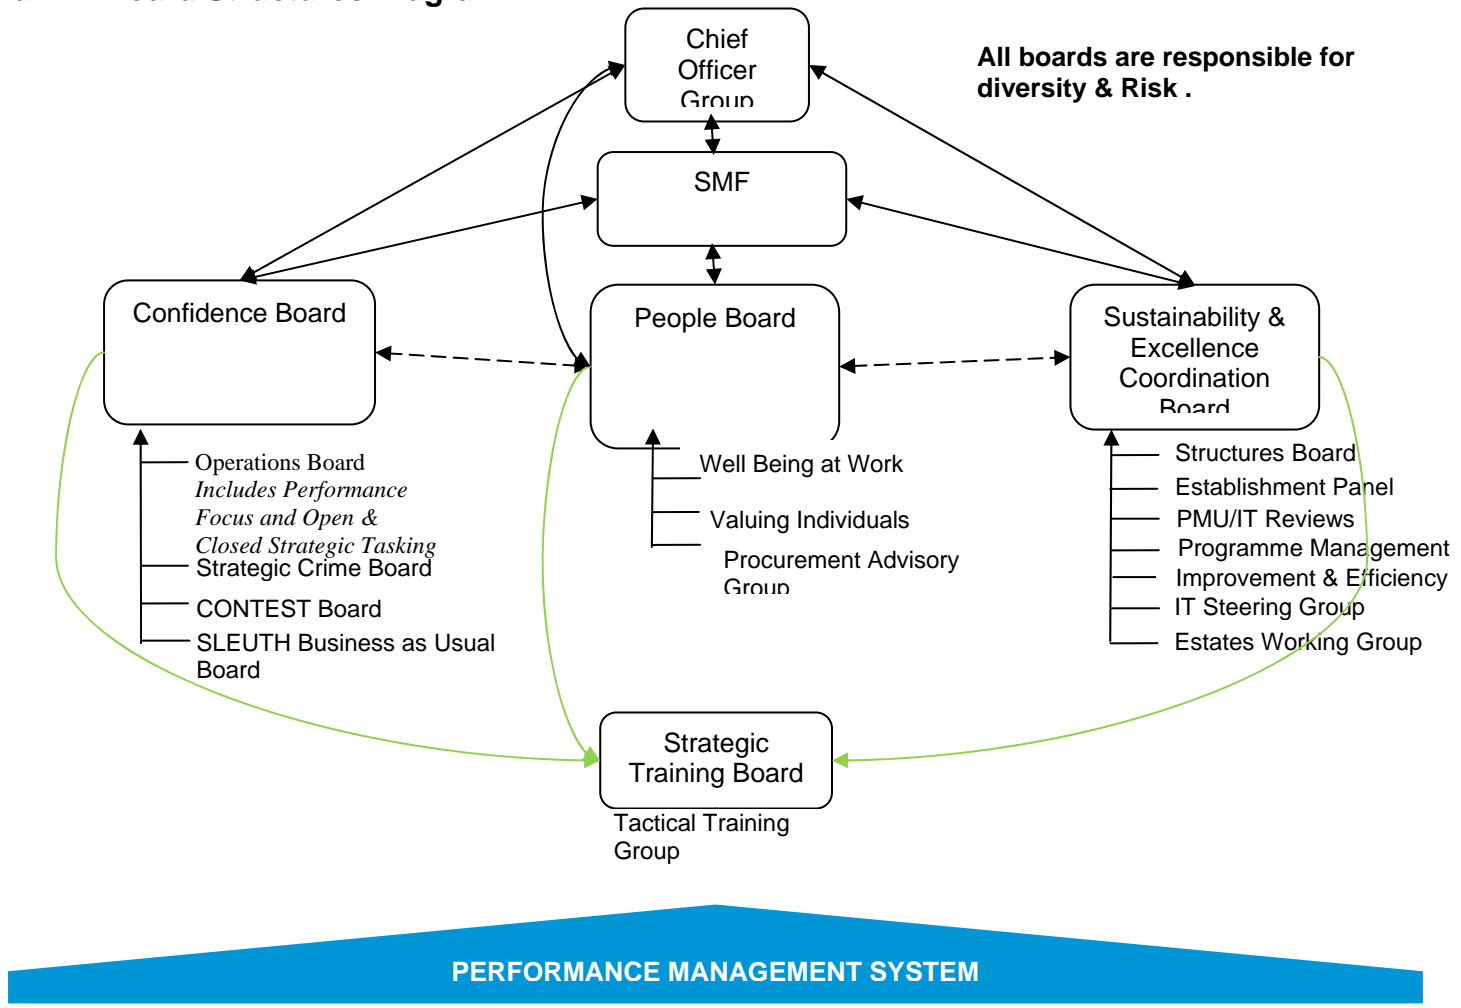 Chief
Officer
Group
All boards are responsible for
diversity & Risk .
SMF
Confidence Board
People Board
Sustainability &
Excellence
Coordination
Board
Operations Board
Includes Performance
Focus and Open &
Closed Strategic Tasking
Strategic Crime Board
CONTEST Board
SLEUTH Business as Usual
Board
Well Being at Work
Valuing Individuals
Procurement Advisory
Group
Structures Board
Establishment Panel
PMU/IT Reviews
Programme Management
Improvement & Efficiency
IT Steering Group
Estates Working Group
Strategic
Training Board
Tactical Training
Group
PERFORMANCE MANAGEMENT SYSTEM